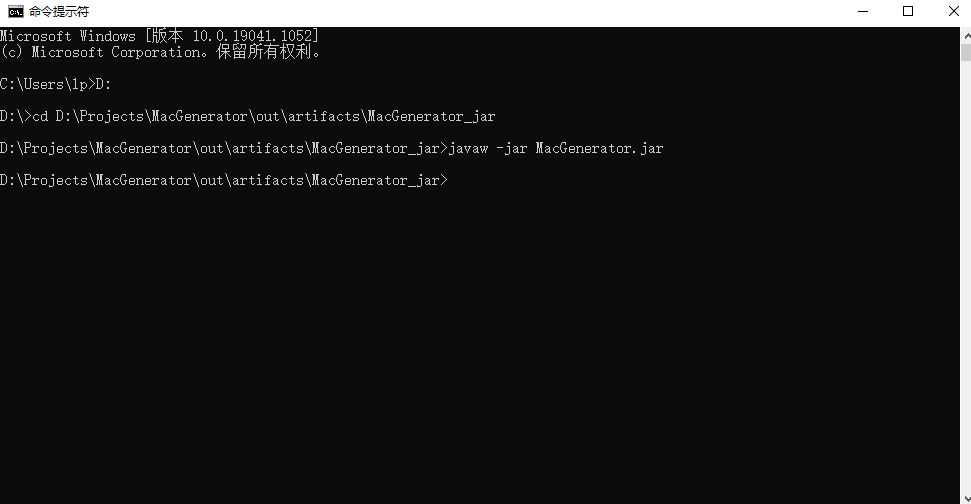 命令提示符
Microsoft Windows [版本 10.0.19041.1052]
(c) Microsoft Corporation。保留所有权利。
C:\Users\lp>D:
D:\>cd D:\Projects\MacGenerator\out\artifacts\MacGenerator_jar
D:\Projects\MacGenerator\out\artifacts\MacGenerator_jar>javaw -jar MacGenerator.jar
D:\Projects\MacGenerator\out\artifacts\MacGenerator_jar>